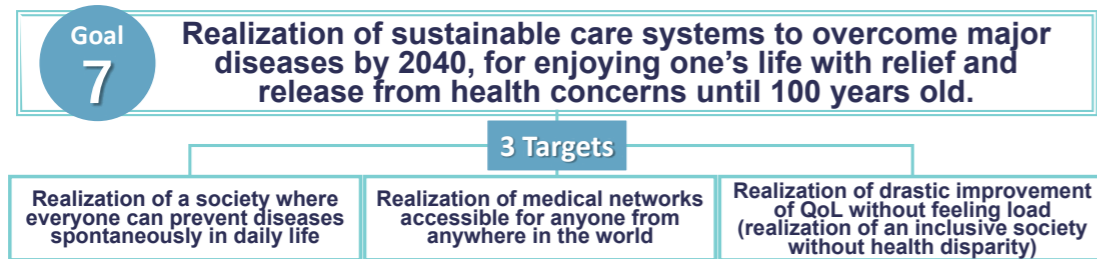 Goal
7
Realization of sustainable care systems to overcome major
diseases by 2040, for enjoying one’s life with relief and
release from health concerns until 100 years old.
3 Targets
Realization of a society where
everyone can prevent diseases
spontaneously in daily life
Realization of medical networks
accessible for anyone from
anywhere in the world
Realization of drastic improvement
of QoL without feeling load
(realization of an inclusive society
without health disparity)